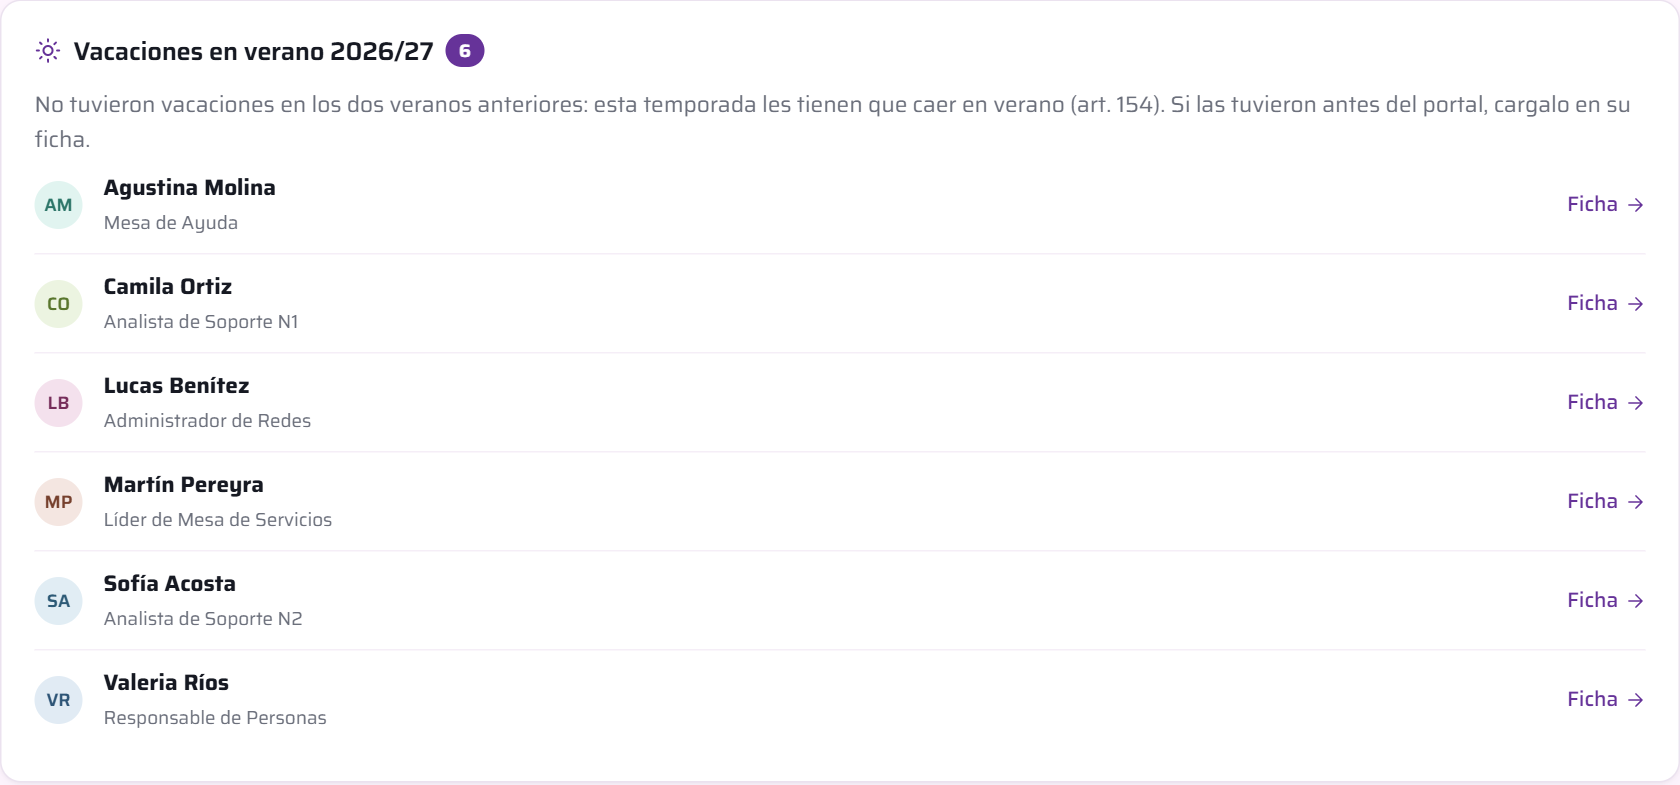 Vacaciones en verano 2026/27 6
No tuvieron vacaciones en los dos veranos anteriores: esta temporada les tienen que caer en verano (art. 154). Si las tuvieron antes del portal, cargalo en su
ficha.
AM Agustina Molina
Mesa de Ayuda
Ficha →
CO Camila Ortiz
Analista de Soporte N1
Ficha →
LB Lucas Benítez
Administrador de Redes
Ficha →
MP Martín Pereyra
Líder de Mesa de Servicios
Ficha →
SA Sofía Acosta
Analista de Soporte N2
Ficha →
VR Valeria Ríos
Responsable de Personas
Ficha →